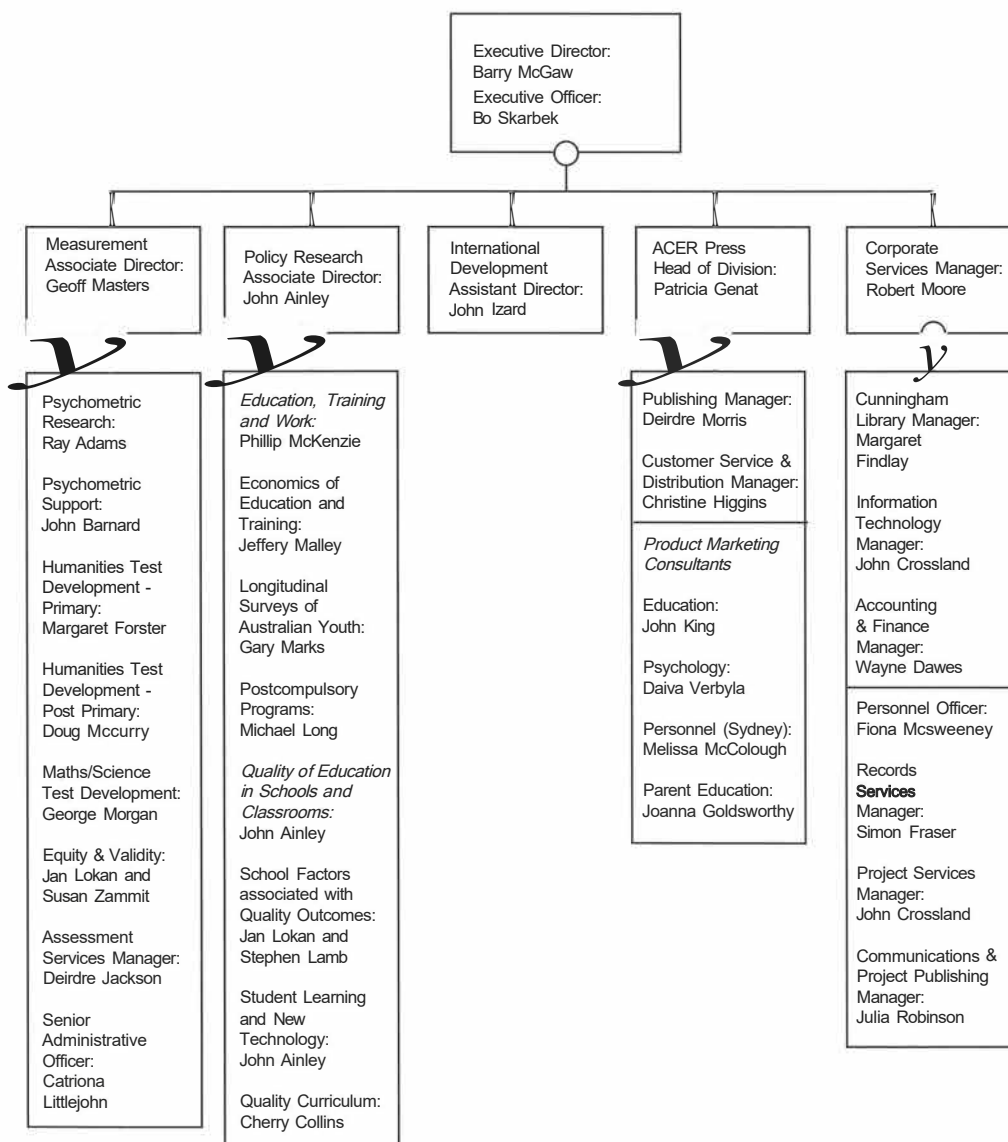 Executive Director:
Barry McGaw
Executive Officer:
Bo Skarbek
Measurement
Associate Director:
Geoff Masters
Policy Research
Associate Director:
John Ainley
International
Development
Assistant Director:
John Izard
ACER Press
Head of Division:
Patricia Genat
Corporate
Services Manager:
Robert Moore
y
Psychometric
Research:
Ray Adams
Psychometric
Support:
John Barnard
Humanities Test
Development -
Primary:
Margaret Forster
Humanities Test
Development -
Post Primary:
Doug Mccurry
Maths/Science
Test Development:
George Morgan
Equity & Validity:
Jan Lokan and
Susan Zammit
Assessment
Services Manager:
Deirdre Jackson
Senior
Administrative
Officer:
Catriona
Littlejohn
Education, Training
and Work:
Phillip McKenzie
Economics of
Education and
Training:
Jeffery Malley
Longitudinal
Surveys of
Australian Youth:
Gary Marks
Postcompulsory
Programs:
Michael Long
Quality of Education
in Schools and
Classrooms:
John Ainley
School Factors
associated with
Quality Outcomes:
Jan Lokan and
Stephen Lamb
Student Learning
and New
Technology:
John Ainley
Quality Curriculum:
Cherry Collins
Publishing Manager:
Deirdre Morris
Customer Service &
Distribution Manager:
Christine Higgins
Product Marketing
Consultants
Education:
John King
Psychology:
Daiva Verbyla
Personnel (Sydney):
Melissa McColough
Parent Education:
Joanna Goldsworthy
Cunningham
Library Manager:
Margaret
Findlay
Information
Technology
Manager:
John Crossland
Accounting
& Finance
Manager:
Wayne Dawes
Personnel Officer:
Fiona Mcsweeney
Records
Services
Manager:
Simon Fraser
Project Services
Manager:
John Crossland
Communications &
Project Publishing
Manager:
Julia Robinson